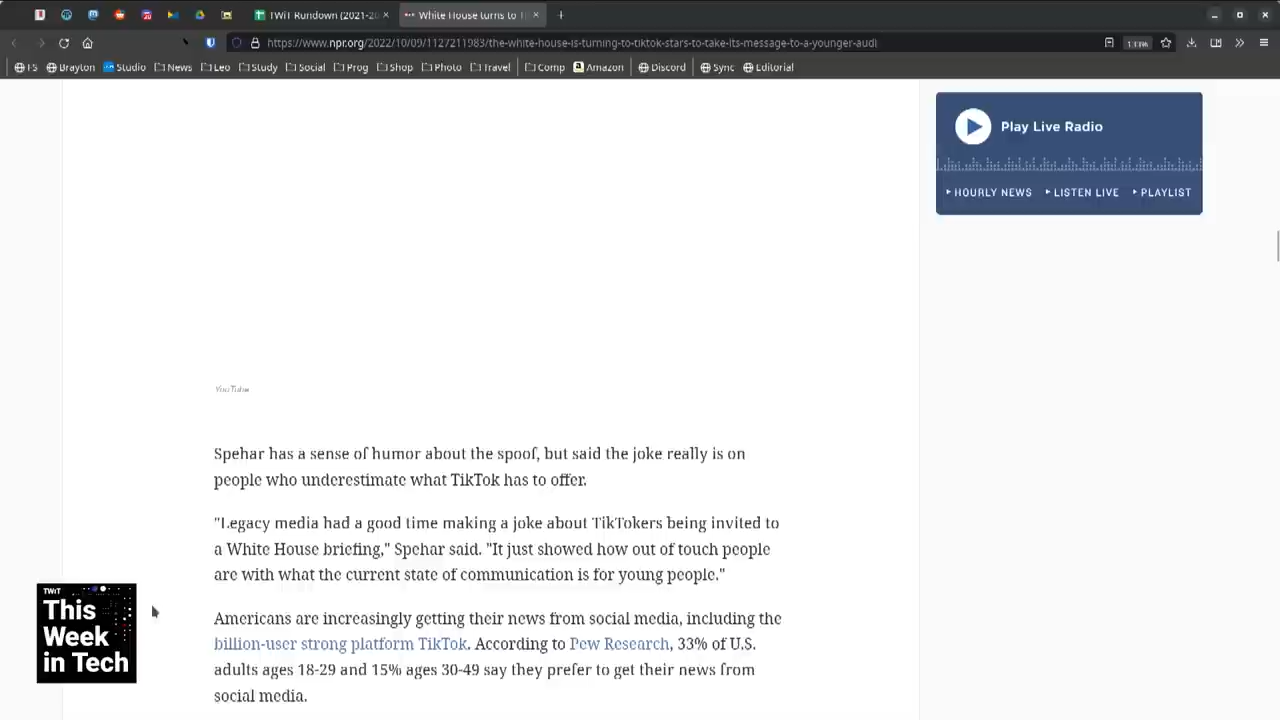 TWiT Rundown (2021-20
White House turns to T
https://www.npr.org/2022/10/09/1127211983/the-white-house-is-turning-to-tiktok-stars-to-take-its-message-to-a-younger-audi
133%
FS Brayton Studio News Leo Study Social Prog Shop Photo Travel Comp Amazon Discord Sync Editorial
Play Live Radio
HOURLY NEWS LISTEN LIVE PLAYLIST
YouTube
Spehar has a sense of humor about the spoof, but said the joke really is on
people who underestimate what TikTok has to offer.
"Legacy media had a good time making a joke about TikTokers being invited to
a White House briefing," Spehar said. "It just showed how out of touch people
are with what the current state of communication is for young people."
Americans are increasingly getting their news from social media, including the
billion-user strong platform TikTok. According to Pew Research, 33% of U.S.
adults ages 18-29 and 15% ages 30-49 say they prefer to get their news from
social media.
TWiT
This
Week
in Tech